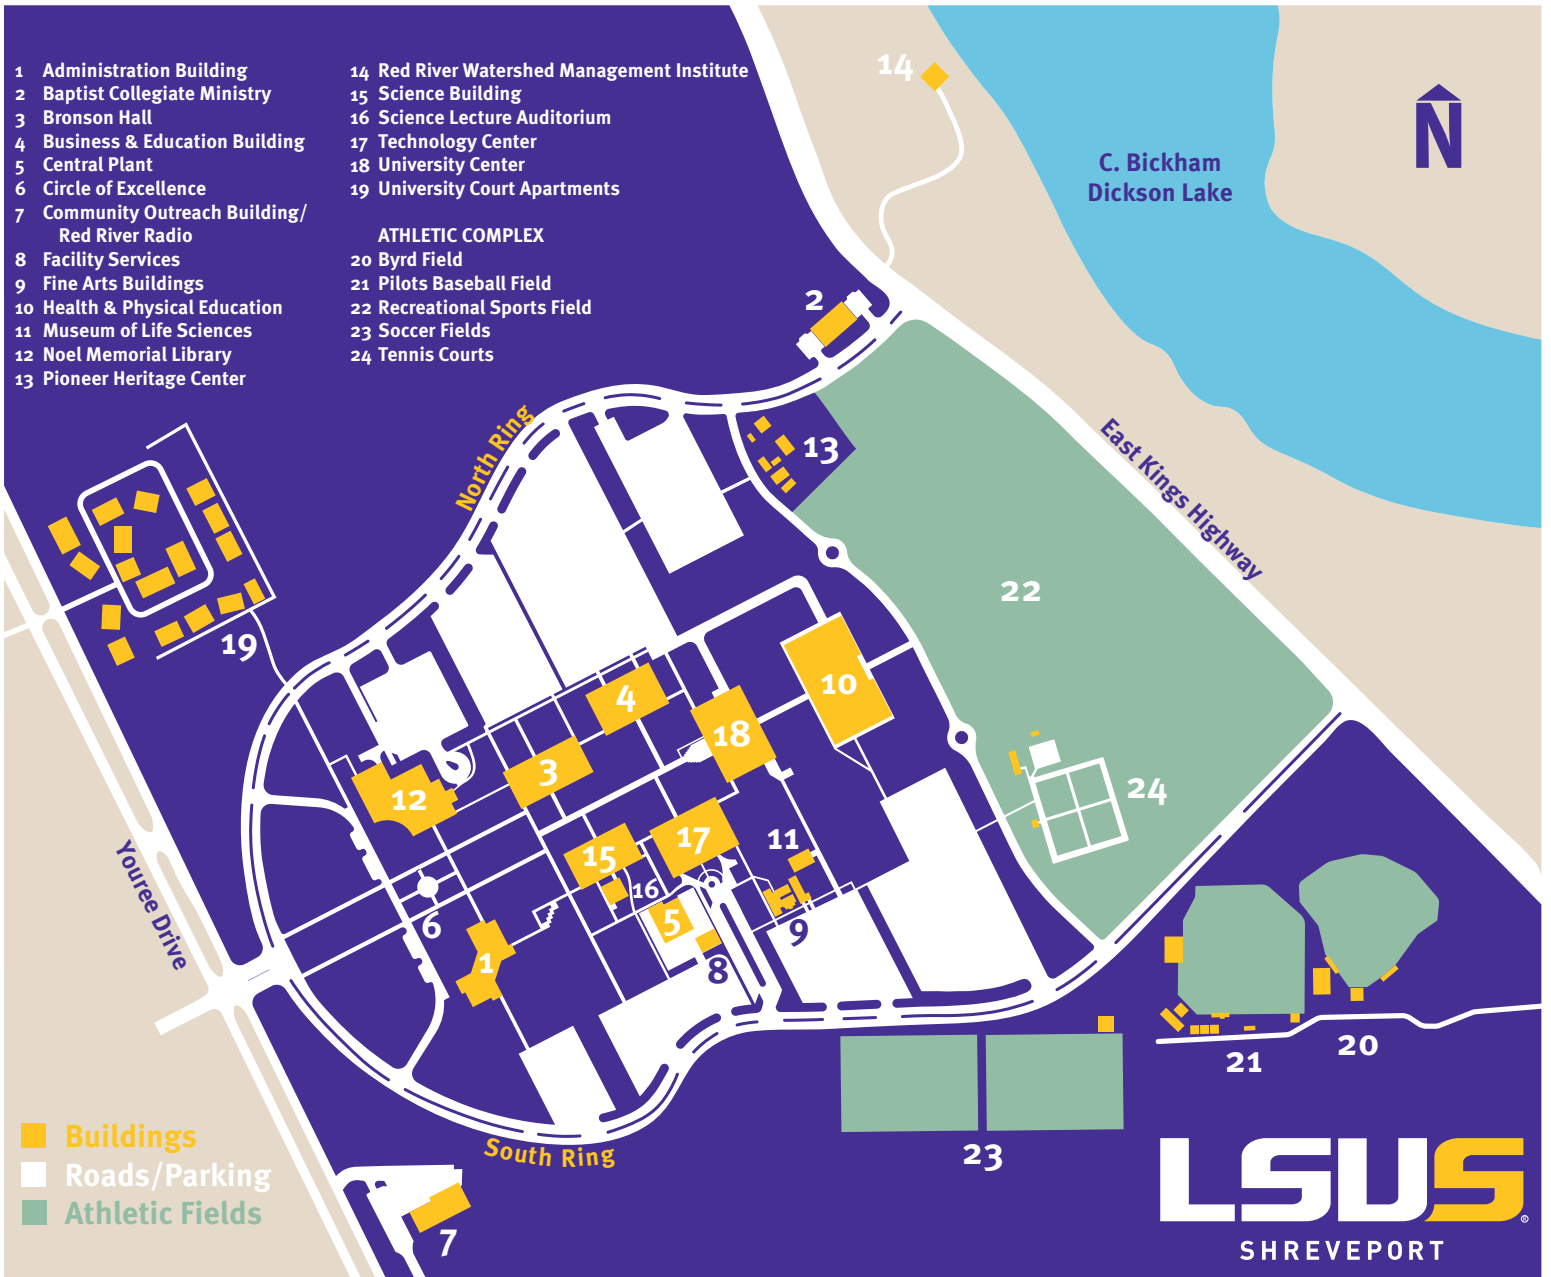 1 Administration Building
2 Baptist Collegiate Ministry
3 Bronson Hall
4 Business & Education Building
5 Central Plant
6 Circle of Excellence
7 Community Outreach Building/
Red River Radio
8 Facility Services
9 Fine Arts Buildings
10 Health & Physical Education
11 Museum of Life Sciences
12 Noel Memorial Library
13 Pioneer Heritage Center
14 Red River Watershed Management Institute
15 Science Building
16 Science Lecture Auditorium
17 Technology Center
18 University Center
19 University Court Apartments
ATHLETIC COMPLEX
20 Byrd Field
21 Pilots Baseball Field
22 Recreational Sports Field
23 Soccer Fields
24 Tennis Courts
14
N
C. Bickham
Dickson Lake
2
North Ring
13
East Kings Highway
22
19
4
10
18
3
12
24
17
11
15
16
Youree Drive
6
5
9
1
8
20
21
23
South Ring
7
Buildings
Roads/Parking
Athletic Fields
LSUS®
SHREVEPORT